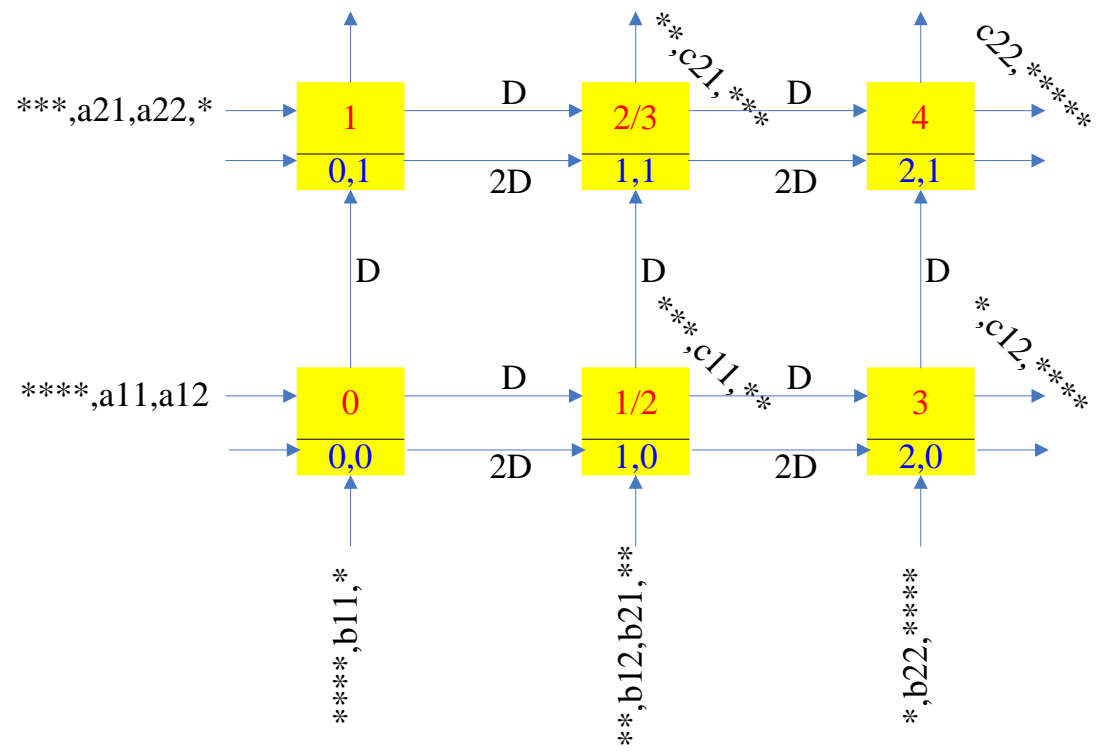 **,c21,***
c22,*****
***,a21,a22,*
D
D
1
2/3
4
0,1
1,1
2,1
2D
2D
D
D
D
***,c11,**
*,c12,****
****,a11,a12
D
D
0
1/2
3
0,0
1,0
2,0
2D
2D
****,b11,*
**,b12,b21,**
*,b22,****